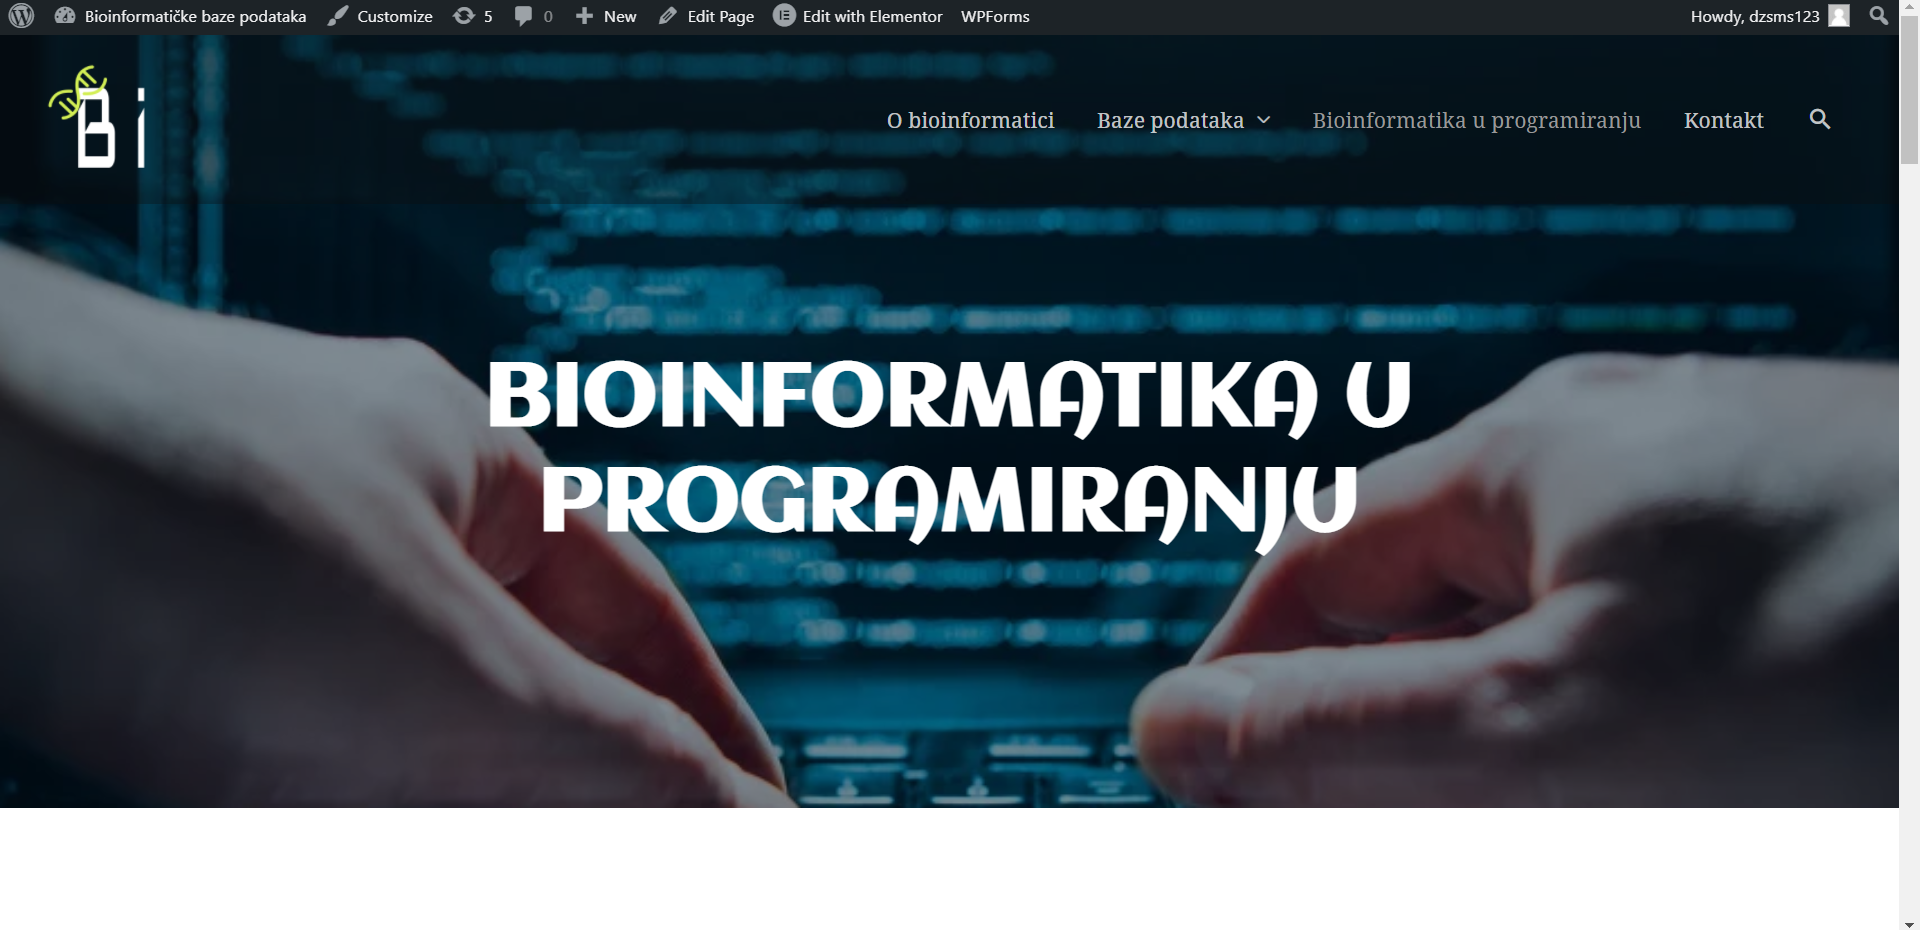 Bioinformatičke baze podataka Customize 5 0 New Edit Page Edit with Elementor WPForms Howdy, dzsms123
Bi O bioinformatici Baze podataka Bioinformatika u programiranju Kontakt
BIOINFORMATIKA U
PROGRAMIRANJU